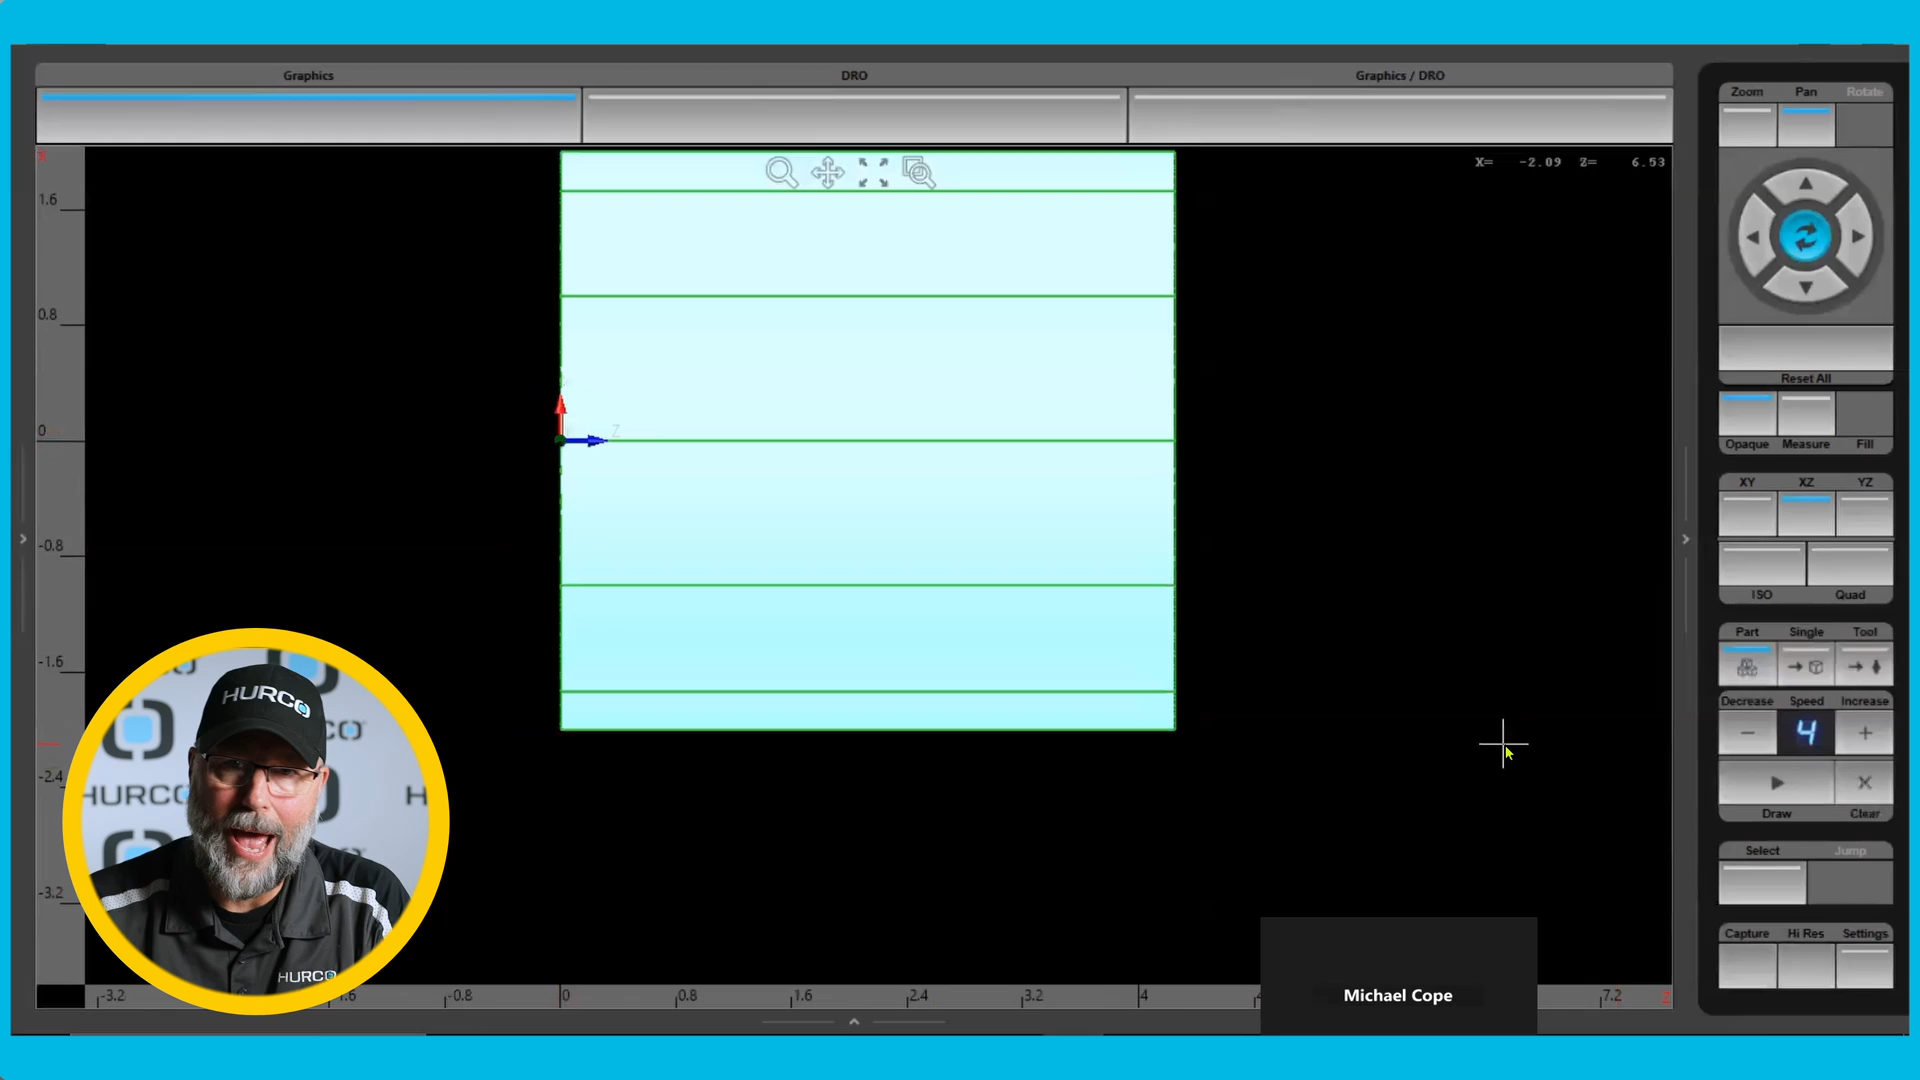 Graphics DRO Graphics / DRO
Zoom Pan Rotate
X= -2.09 Z= 6.53
X
1.6
0.8
0
Z
-0.8
-1.6
-2.4
-3.2
Reset All
Opaque Measure Fill
XY XZ YZ
ISO Quad
Part Single Tool
Decrease Speed Increase
4
Draw Clear
Select Jump
Capture Hi Res Settings
HURCO
HURCO
HURCO
-3.2 1.6 -0.8 0 0.8 1.6 2.4 3.2 4 7.2 Z
Michael Cope